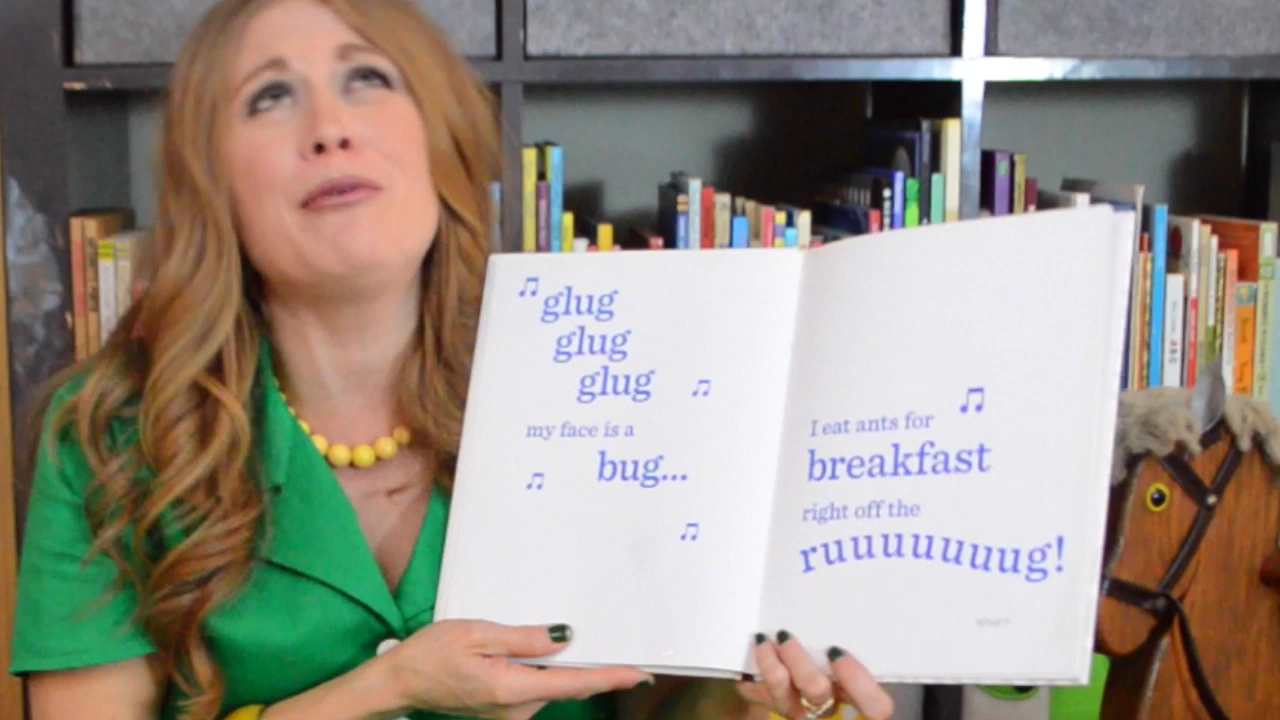 glug
glug
glug
my face is a
bug...
I eat ants for
breakfast
right off the
ruuuuuuug!